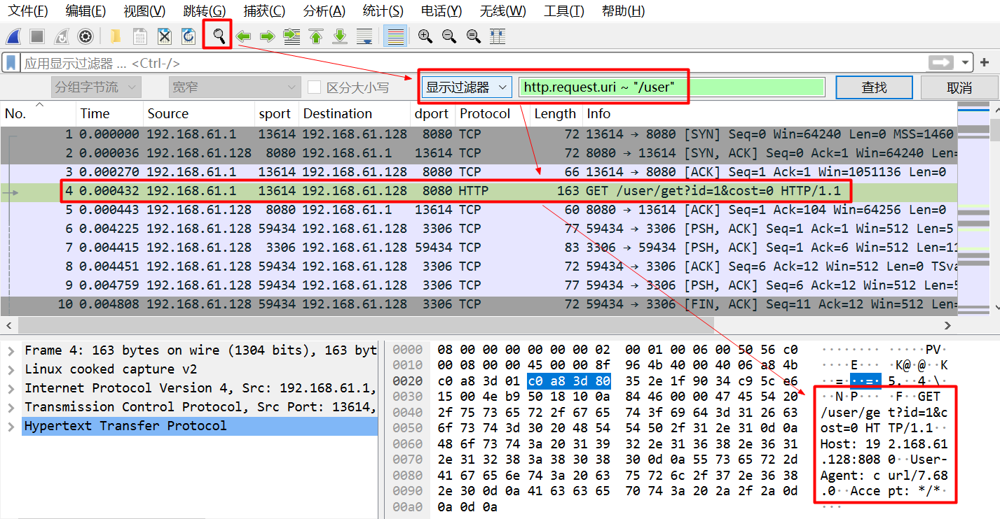 文件(F) 编辑(E) 视图(V) 跳转(G) 捕获(C) 分析(A) 统计(S) 电话(Y) 无线(W) 工具(T) 帮助(H)
应用显示过滤器 … <Ctrl-/>
分组字节流 宽窄 区分大小写 显示过滤器 http.request.uri ~ "/user" 查找 取消
No. Time Source sport Destination dport Protocol Length Info
1 0.000000 192.168.61.1 13614 192.168.61.128 8080 TCP 72 13614 → 8080 [SYN] Seq=0 Win=64240 Len=0 MSS=1460
2 0.000036 192.168.61.128 8080 192.168.61.1 13614 TCP 72 8080 → 13614 [SYN, ACK] Seq=0 Ack=1 Win=64240 Len=
3 0.000270 192.168.61.1 13614 192.168.61.128 8080 TCP 66 13614 → 8080 [ACK] Seq=1 Ack=1 Win=1051136 Len=0
4 0.000432 192.168.61.1 13614 192.168.61.128 8080 HTTP 163 GET /user/get?id=1&cost=0 HTTP/1.1
5 0.000443 192.168.61.128 8080 192.168.61.1 13614 TCP 60 8080 → 13614 [ACK] Seq=1 Ack=104 Win=64256 Len=0
6 0.004225 192.168.61.128 59434 192.168.61.128 3306 TCP 77 59434 → 3306 [PSH, ACK] Seq=1 Ack=1 Win=512 Len=5
7 0.004415 192.168.61.128 3306 192.168.61.128 59434 TCP 83 3306 → 59434 [PSH, ACK] Seq=1 Ack=6 Win=512 Len=11
8 0.004451 192.168.61.128 59434 192.168.61.128 3306 TCP 72 59434 → 3306 [ACK] Seq=6 Ack=12 Win=512 Len=0 TSva
9 0.004759 192.168.61.128 59434 192.168.61.128 3306 TCP 77 59434 → 3306 [PSH, ACK] Seq=6 Ack=12 Win=512 Len=5
10 0.004808 192.168.61.128 59434 192.168.61.128 3306 TCP 72 59434 → 3306 [FIN, ACK] Seq=11 Ack=12 Win=512 Len=
Frame 4: 163 bytes on wire (1304 bits), 163 byt
Linux cooked capture v2
Internet Protocol Version 4, Src: 192.168.61.1,
Transmission Control Protocol, Src Port: 13614,
Hypertext Transfer Protocol
0000 08 00 00 00 00 00 00 02 00 01 00 06 00 50 56 c0 ········ ·····PV·
0010 00 08 00 00 45 00 00 8f 96 4b 40 00 40 06 a8 4b ····E··· ·K@·@··K
0020 c0 a8 3d 01 c0 a8 3d 80 35 2e 1f 90 34 c9 5c e6 ··=···=· 5.··4·\·
0030 15 00 4e b9 50 18 10 0a 84 46 00 00 47 45 54 20 ··N·P··· ·F··GET
0040 2f 75 73 65 72 2f 67 65 74 3f 69 64 3d 31 26 63 /user/ge t?id=1&c
0050 6f 73 74 3d 30 20 48 54 54 50 2f 31 2e 31 0d 0a ost=0 HT TP/1.1··
0060 48 6f 73 74 3a 20 31 39 32 2e 31 36 38 2e 36 31 Host: 19 2.168.61
0070 2e 31 32 38 3a 38 30 38 30 0d 0a 55 73 65 72 2d .128:808 0··User-
0080 41 67 65 6e 74 3a 20 63 75 72 6c 2f 37 2e 36 38 Agent: c url/7.68
0090 2e 30 0d 0a 41 63 63 65 70 74 3a 20 2a 2f 2a 0d .0··Acce pt: */*·
00a0 0a 0d 0a ···